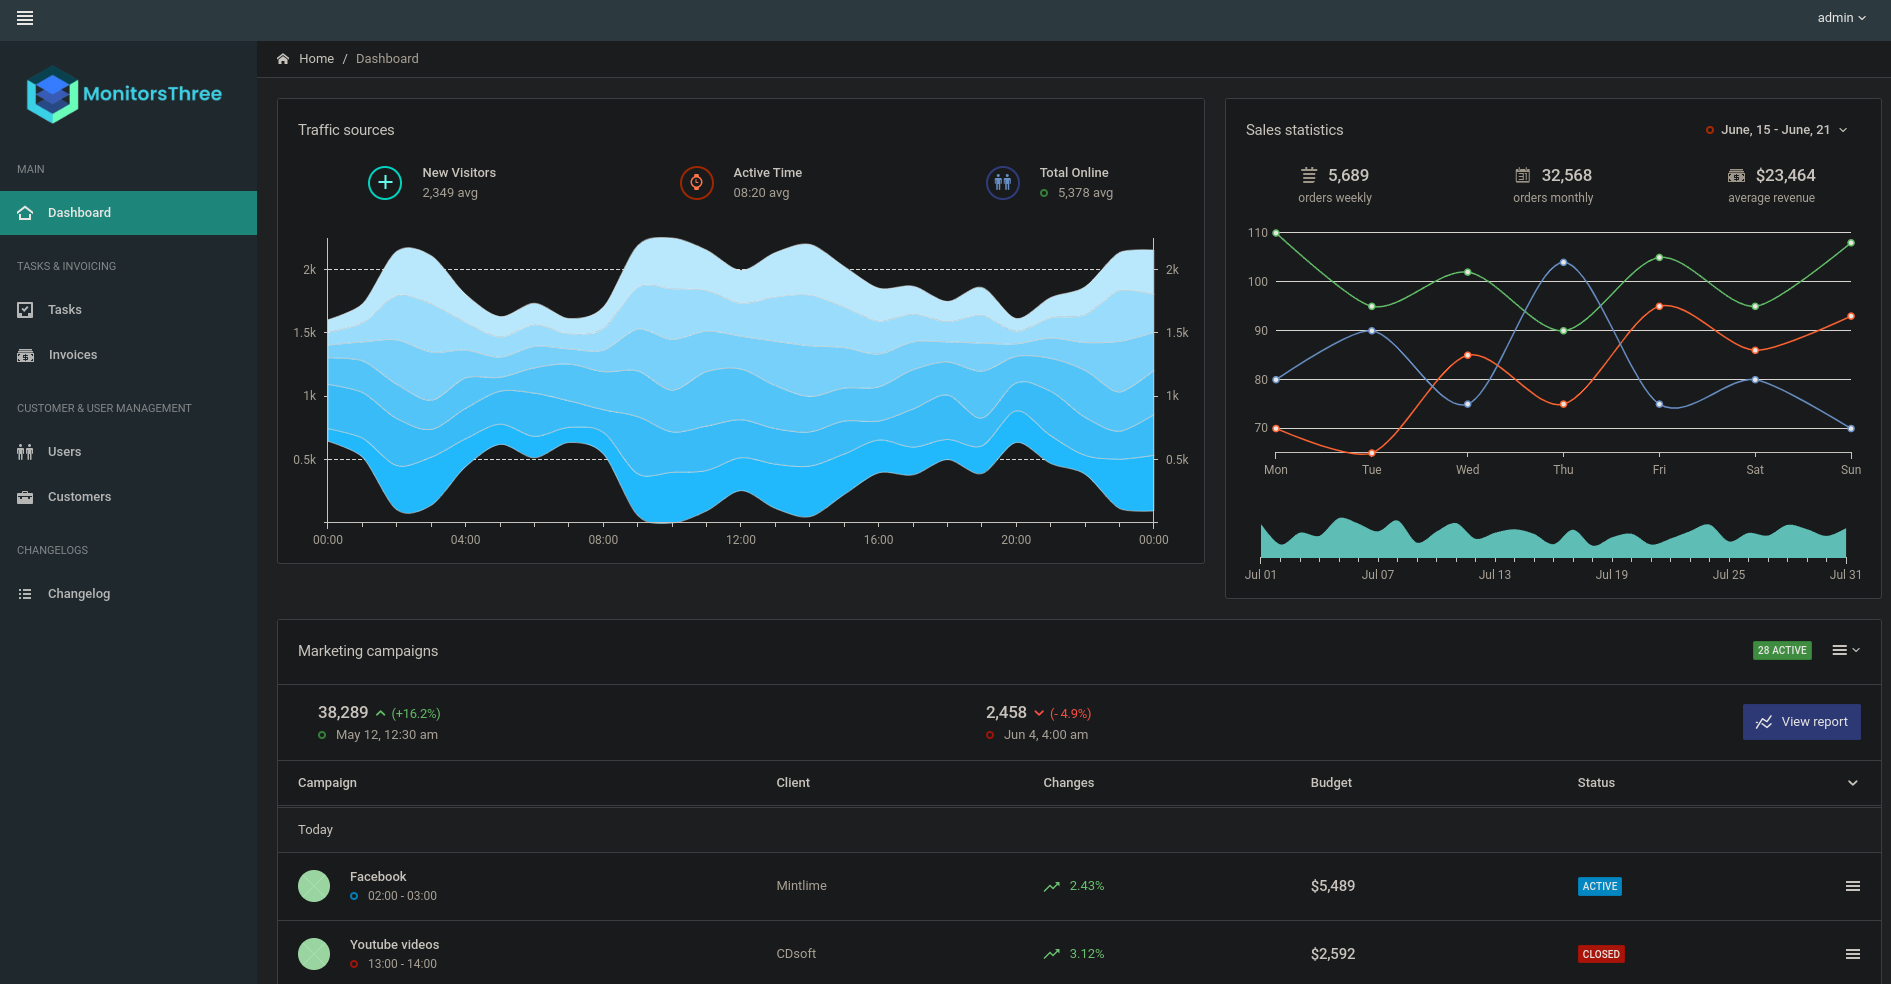 admin
MonitorsThree
Home / Dashboard
MAIN
Dashboard
TASKS & INVOICING
Tasks
Invoices
CUSTOMER & USER MANAGEMENT
Users
Customers
CHANGELOGS
Changelog
Traffic sources
New Visitors
2,349 avg
Active Time
08:20 avg
Total Online
5,378 avg
2k 2k
1.5k 1.5k
1k 1k
0.5k 0.5k
00:00 04:00 08:00 12:00 16:00 20:00 00:00
Sales statistics
June, 15 - June, 21
5,689
orders weekly
32,568
orders monthly
$23,464
average revenue
110
100
90
80
70
Mon Tue Wed Thu Fri Sat Sun
Jul 01 Jul 07 Jul 13 Jul 19 Jul 25 Jul 31
Marketing campaigns
28 ACTIVE
38,289 (+16.2%)
May 12, 12:30 am
2,458 (- 4.9%)
Jun 4, 4:00 am
View report
Campaign Client Changes Budget Status
Today
Facebook
02:00 - 03:00
Mintlime 2.43% $5,489 ACTIVE
Youtube videos
13:00 - 14:00
CDsoft 3.12% $2,592 CLOSED